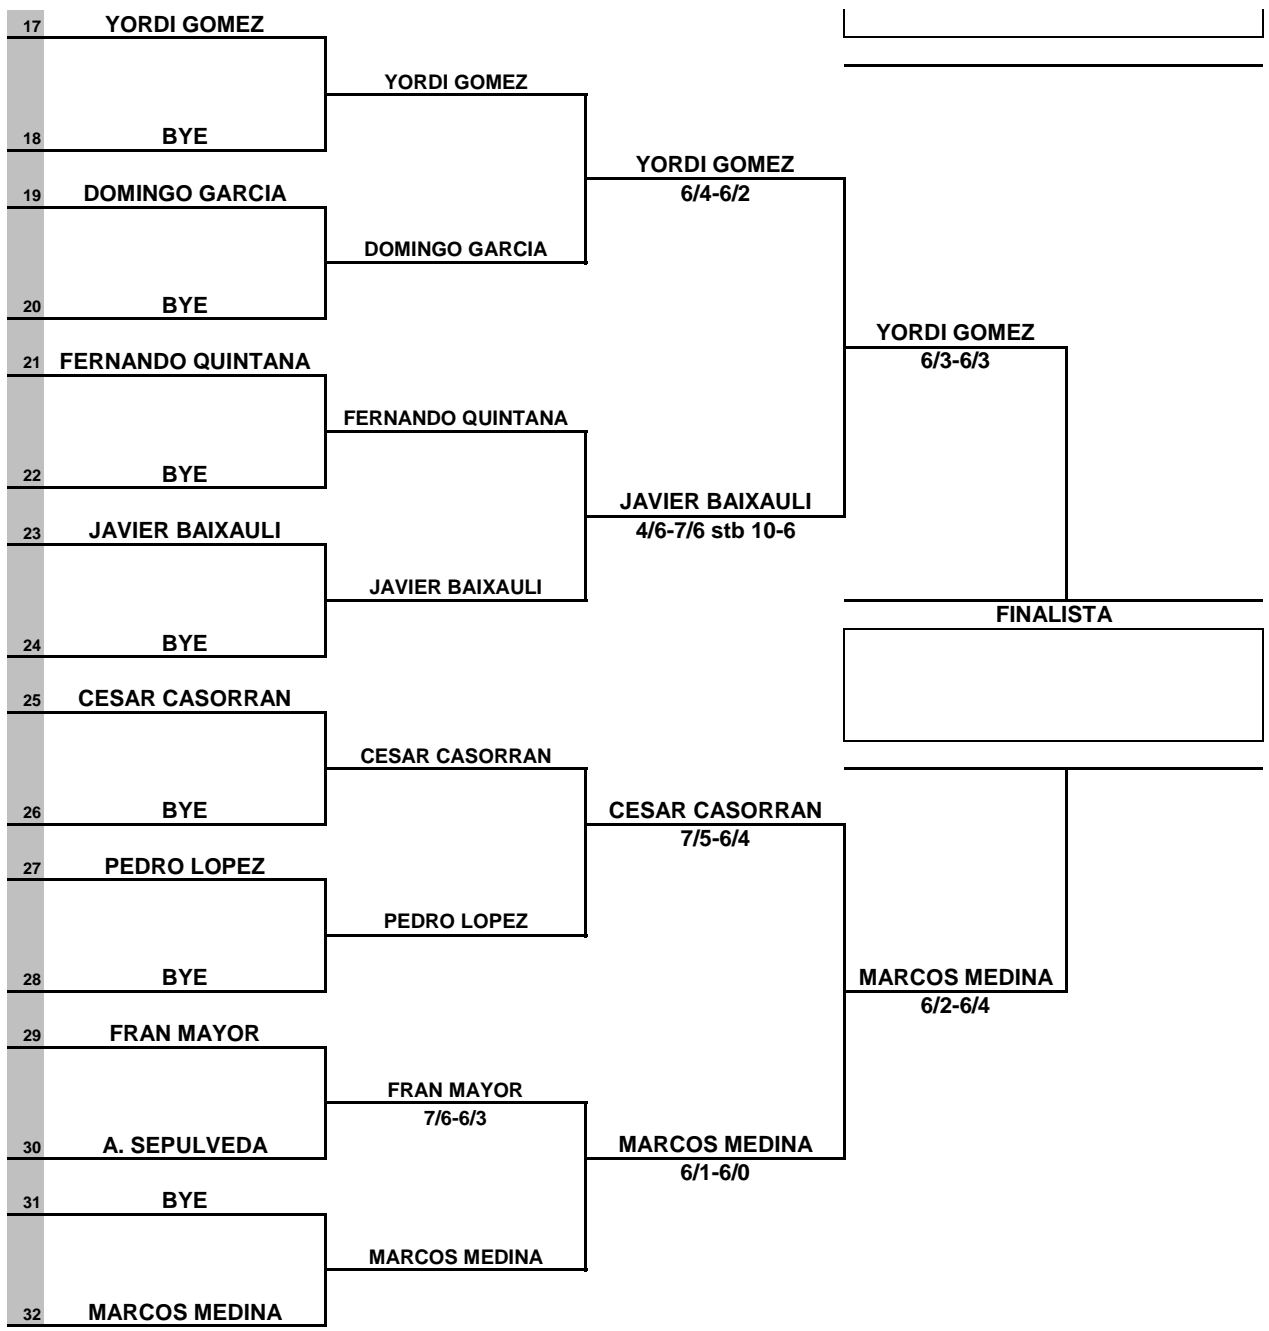 17 YORDI GOMEZ
YORDI GOMEZ
18 BYE
YORDI GOMEZ
19 DOMINGO GARCIA
6/4-6/2
DOMINGO GARCIA
20 BYE
YORDI GOMEZ
21 FERNANDO QUINTANA
6/3-6/3
FERNANDO QUINTANA
22 BYE
JAVIER BAIXAULI
23 JAVIER BAIXAULI
4/6-7/6 stb 10-6
JAVIER BAIXAULI
FINALISTA
24 BYE
25 CESAR CASORRAN
CESAR CASORRAN
26 BYE
CESAR CASORRAN
7/5-6/4
27 PEDRO LOPEZ
PEDRO LOPEZ
28 BYE
MARCOS MEDINA
6/2-6/4
29 FRAN MAYOR
FRAN MAYOR
7/6-6/3
30 A. SEPULVEDA
MARCOS MEDINA
6/1-6/0
31 BYE
MARCOS MEDINA
32 MARCOS MEDINA